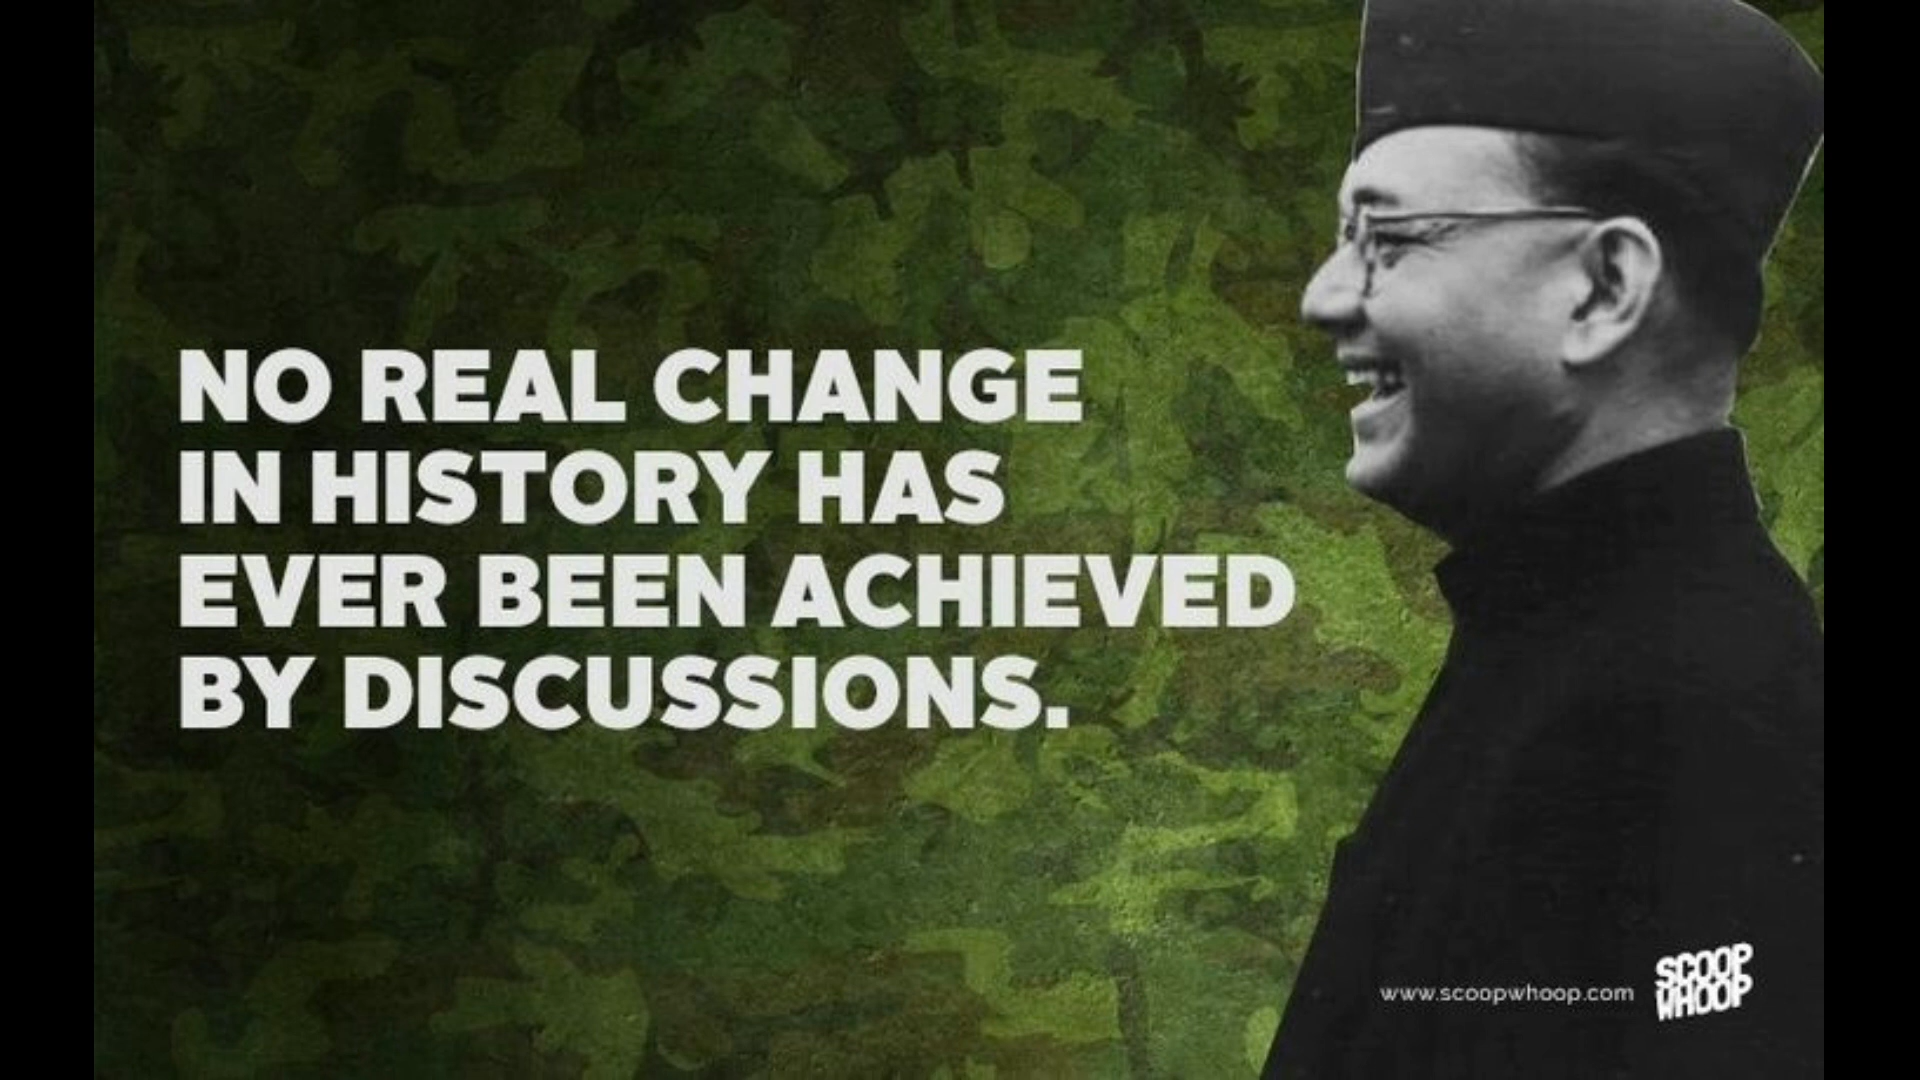 NO REAL CHANGE
IN HISTORY HAS
EVER BEEN ACHIEVED
BY DISCUSSIONS.
www.scoopwhoop.com
SCOOP
WHOOP